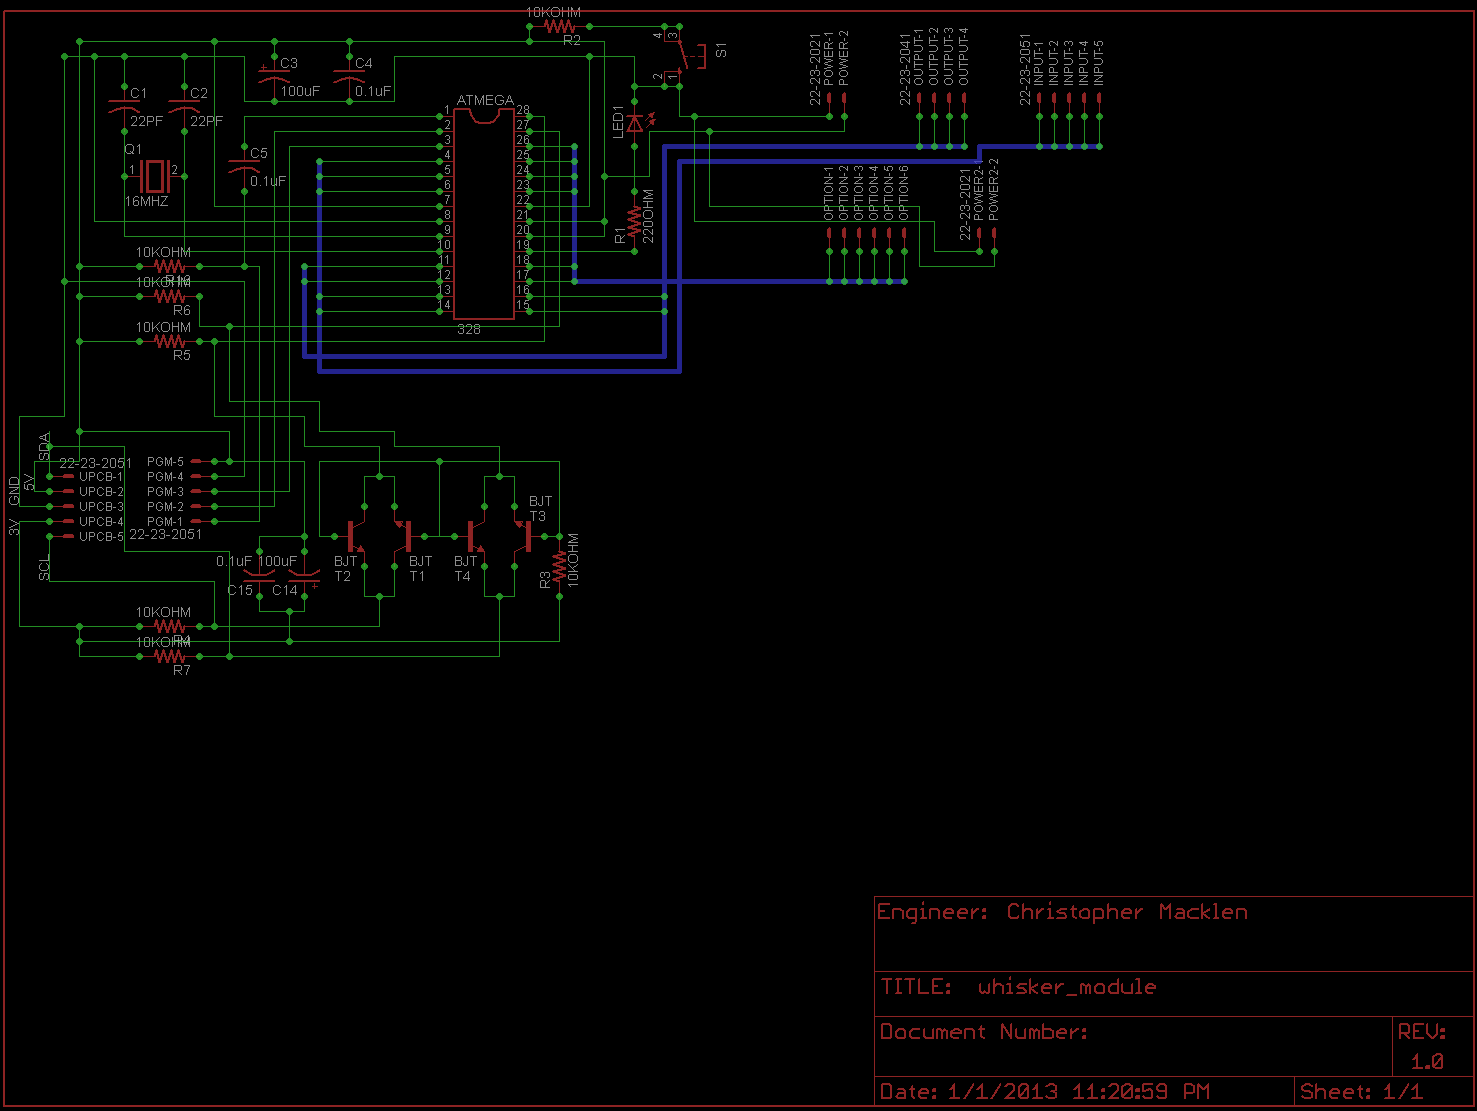 10KOHM
R2
4
3
S1
2
1
22-23-2021
POWER-1
POWER-2
22-23-2041
OUTPUT-1
OUTPUT-2
OUTPUT-3
OUTPUT-4
22-23-2051
INPUT-1
INPUT-2
INPUT-3
INPUT-4
INPUT-5
C1
22PF
C2
22PF
+
C3
100uF
C4
0.1uF
Q1
1
2
16MHZ
C5
0.1uF
ATMEGA
1
2
3
4
5
6
7
8
9
10
11
12
13
14
28
27
26
25
24
23
22
21
20
19
18
17
16
15
328
LED1
R1
220OHM
OPTION-1
OPTION-2
OPTION-3
OPTION-4
OPTION-5
OPTION-6
22-23-2021
POWER2-1
POWER2-2
10KOHM
10KOHM
R6
10KOHM
R5
SDA
5V
GND
3V
SCL
22-23-2051
UPCB-1
UPCB-2
UPCB-3
UPCB-4
UPCB-5
PGM-5
PGM-4
PGM-3
PGM-2
PGM-1
22-23-2051
0.1uF
C15
100uF
C14
+
BJT
T2
BJT
T1
BJT
T4
BJT
T3
R3
10KOHM
10KOHM
10KOHM
R7
Engineer: Christopher Macklen
TITLE: whisker_module
Document Number:
REV:
1.0
Date: 1/1/2013 11:20:59 PM
Sheet: 1/1